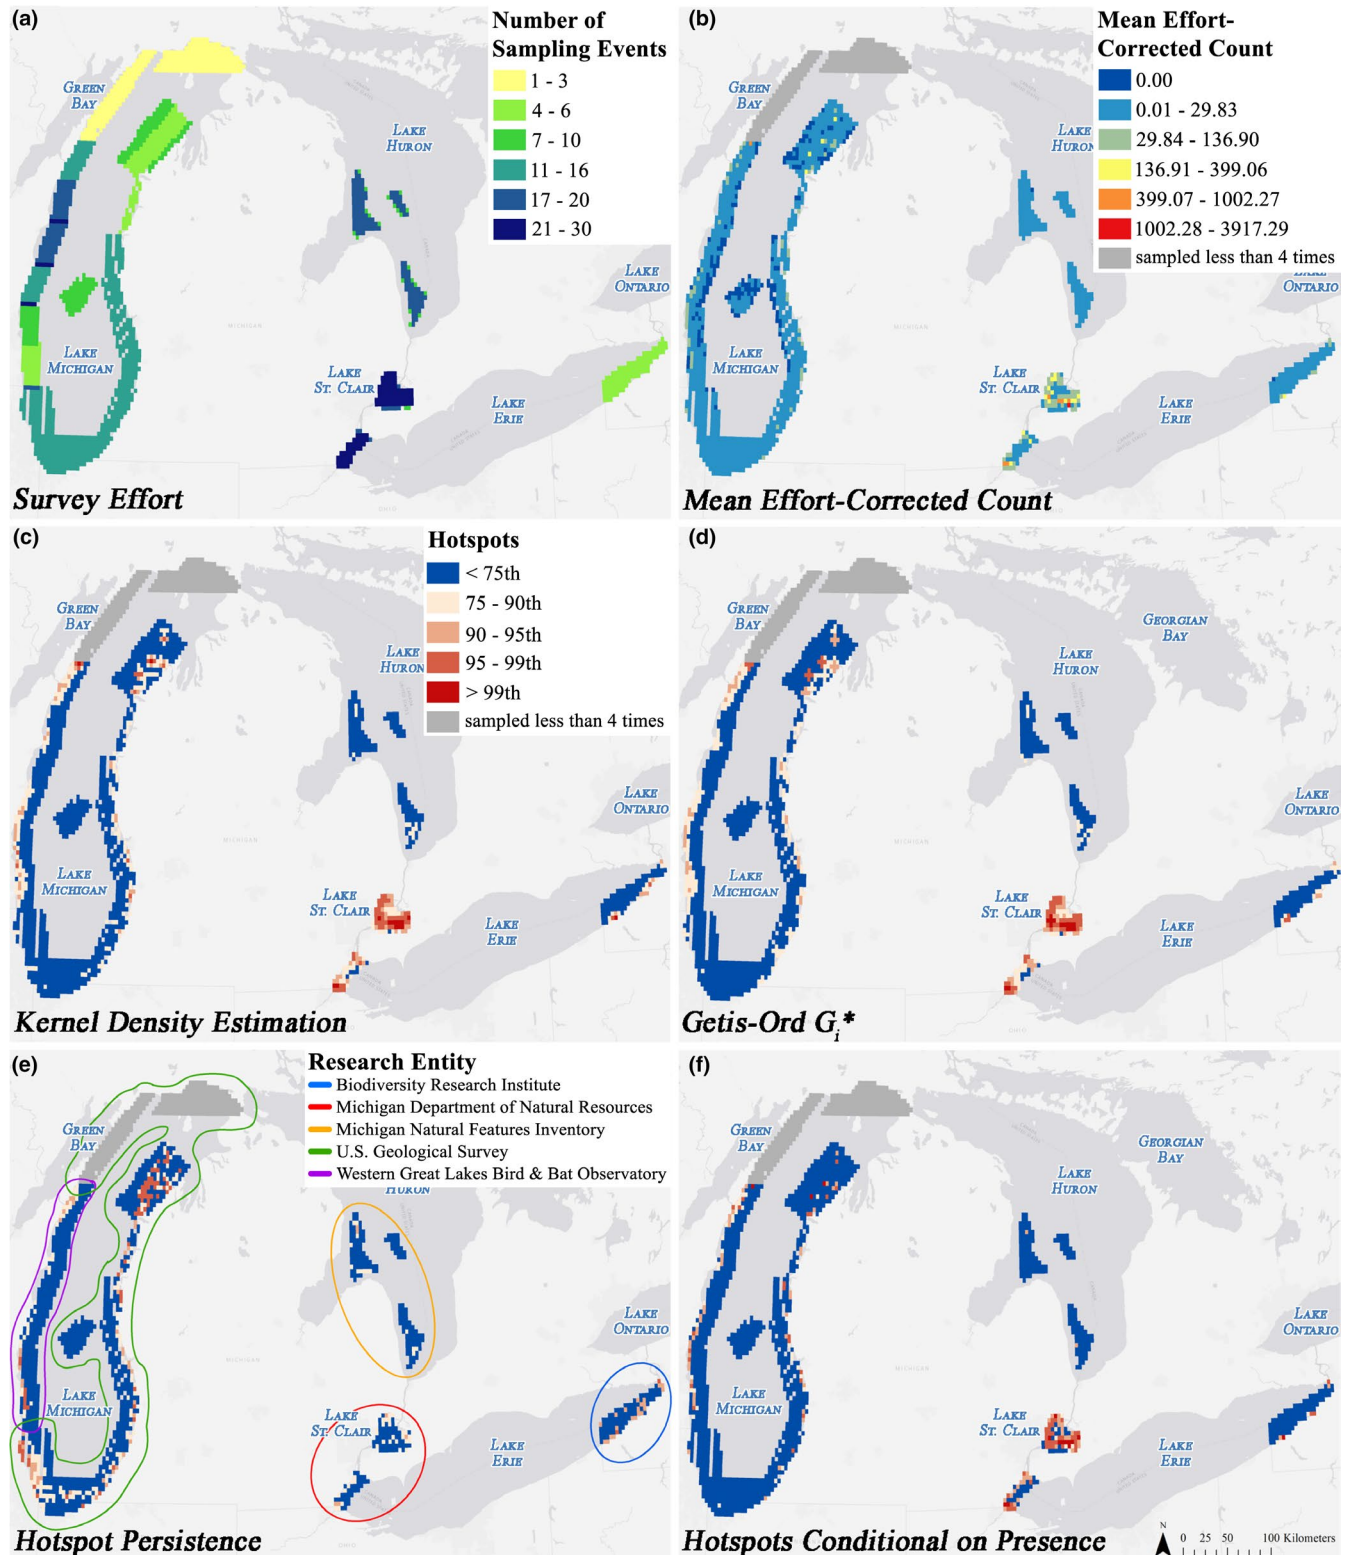 (a)
Number of
Sampling Events
1 - 3
4 - 6
7 - 10
11 - 16
17 - 20
21 - 30
GREEN
BAY
LAKE
HURON
LAKE
ONTARIO
MICHIGAN
LAKE
MICHIGAN
LAKE
ST. CLAIR
LAKE
ERIE
OHIO
Survey Effort
(b)
Mean Effort-
Corrected Count
0.00
0.01 - 29.83
29.84 - 136.90
136.91 - 399.06
399.07 - 1002.27
1002.28 - 3917.29
sampled less than 4 times
GREEN
BAY
LAKE
HURON
LAKE
ONTARIO
MICHIGAN
LAKE
MICHIGAN
LAKE
ST. CLAIR
LAKE
ERIE
Mean Effort-Corrected Count
(c)
Hotspots
< 75th
75 - 90th
90 - 95th
95 - 99th
> 99th
sampled less than 4 times
GREEN
BAY
LAKE
HURON
LAKE
ONTARIO
MICHIGAN
LAKE
MICHIGAN
LAKE
ST. CLAIR
LAKE
ERIE
Kernel Density Estimation
(d)
GREEN
BAY
GEORGIAN
BAY
LAKE
HURON
LAKE
ONTARIO
MICHIGAN
LAKE
MICHIGAN
LAKE
ST. CLAIR
LAKE
ERIE
OHIO
Getis-Ord Gi*
(e)
Research Entity
Biodiversity Research Institute
Michigan Department of Natural Resources
Michigan Natural Features Inventory
U.S. Geological Survey
Western Great Lakes Bird & Bat Observatory
GREEN
BAY
HURON
LAKE
ONTARIO
MICHIGAN
LAKE
MICHIGAN
LAKE
ST. CLAIR
LAKE
ERIE
OHIO
Hotspot Persistence
(f)
GREEN
BAY
GEORGIAN
BAY
LAKE
HURON
LAKE
ONTARIO
MICHIGAN
LAKE
MICHIGAN
LAKE
ST. CLAIR
LAKE
ERIE
Hotspots Conditional on Presence
N
0 25 50 100 Kilometers